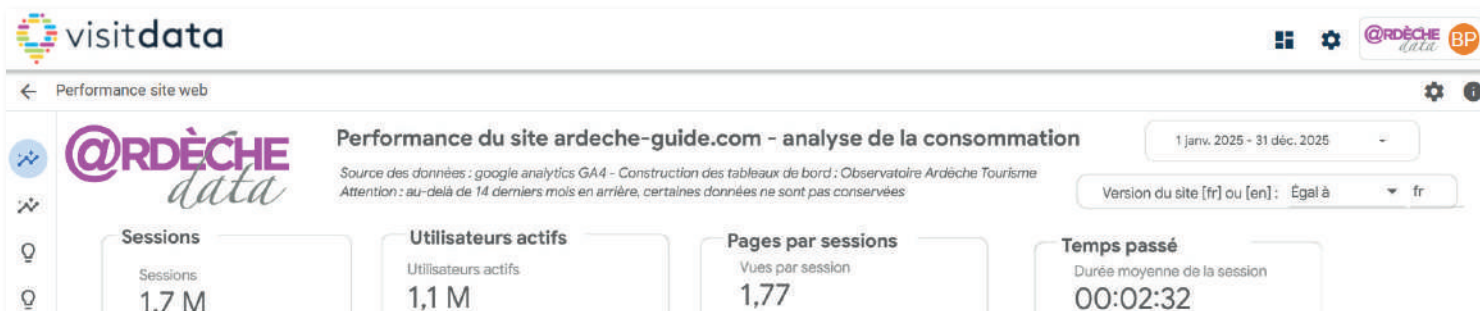 visitdata
@RDÈCHE
data
BP
Performance site web
@RDÈCHE
data
Performance du site ardeche-guide.com - analyse de la consommation
1 janv. 2025 - 31 déc. 2025
Source des données : google analytics GA4 - Construction des tableaux de bord : Observatoire Ardèche Tourisme
Attention : au-delà de 14 derniers mois en arrière, certaines données ne sont pas conservées
Version du site [fr] ou [en] : Égal à fr
Sessions
Sessions
1,7 M
Utilisateurs actifs
Utilisateurs actifs
1,1 M
Pages par sessions
Vues par session
1,77
Temps passé
Durée moyenne de la session
00:02:32